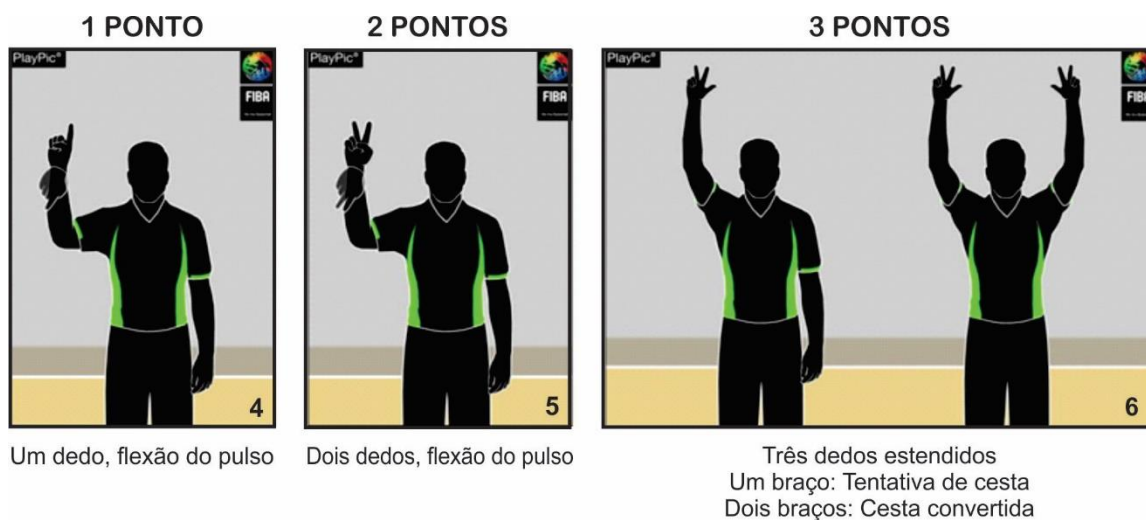 1 PONTO
2 PONTOS
3 PONTOS
PlayPic®
FIBA
4
PlayPic®
FIBA
5
PlayPic®
FIBA
6
Um dedo, flexão do pulso
Dois dedos, flexão do pulso
Três dedos estendidos
Um braço: Tentativa de cesta
Dois braços: Cesta convertida